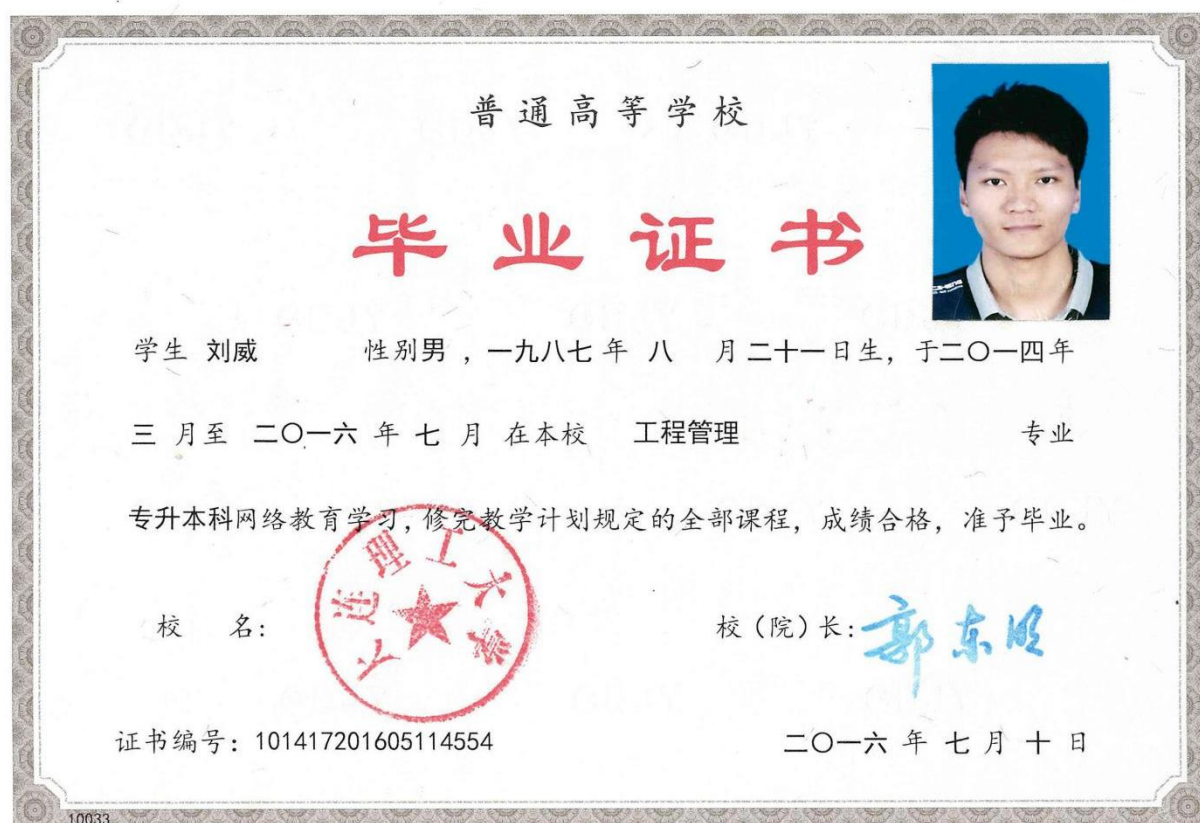 普通高等学校
毕业证书
学生 刘威 性别男，一九八七年 八 月二十一日生，于二〇一四年
三 月至 二〇一六 年 七 月 在本校 工程管理 专业
专升本科网络教育学习，修完教学计划规定的全部课程，成绩合格，准予毕业。
大连理工大学
校 名： 校（院）长：郭东明
证书编号：101417201605114554 二〇一六 年 七 月 十 日
10033